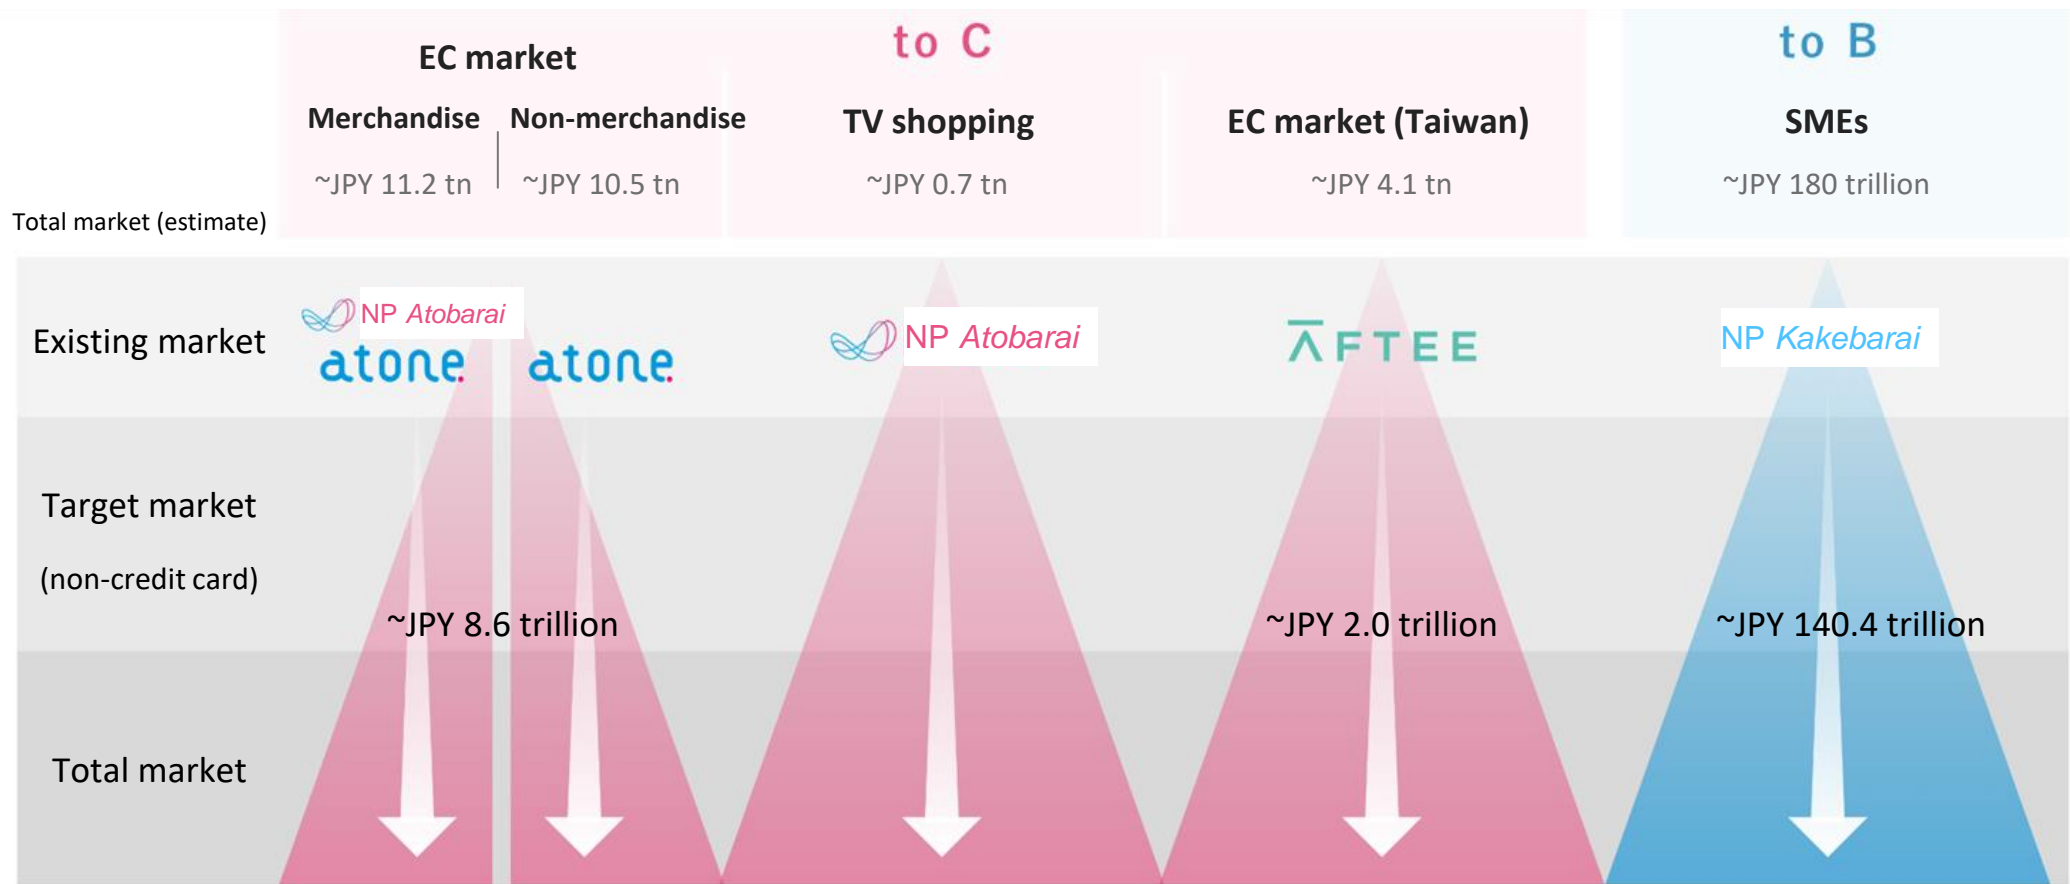 to C
to B
EC market
Merchandise
Non-merchandise
TV shopping
EC market (Taiwan)
SMEs
~JPY 11.2 tn
~JPY 10.5 tn
~JPY 0.7 tn
~JPY 4.1 tn
~JPY 180 trillion
Total market (estimate)
Existing market
NP Atobarai
atone
atone
NP Atobarai
AFTEE
NP Kakebarai
Target market
(non-credit card)
~JPY 8.6 trillion
~JPY 2.0 trillion
~JPY 140.4 trillion
Total market